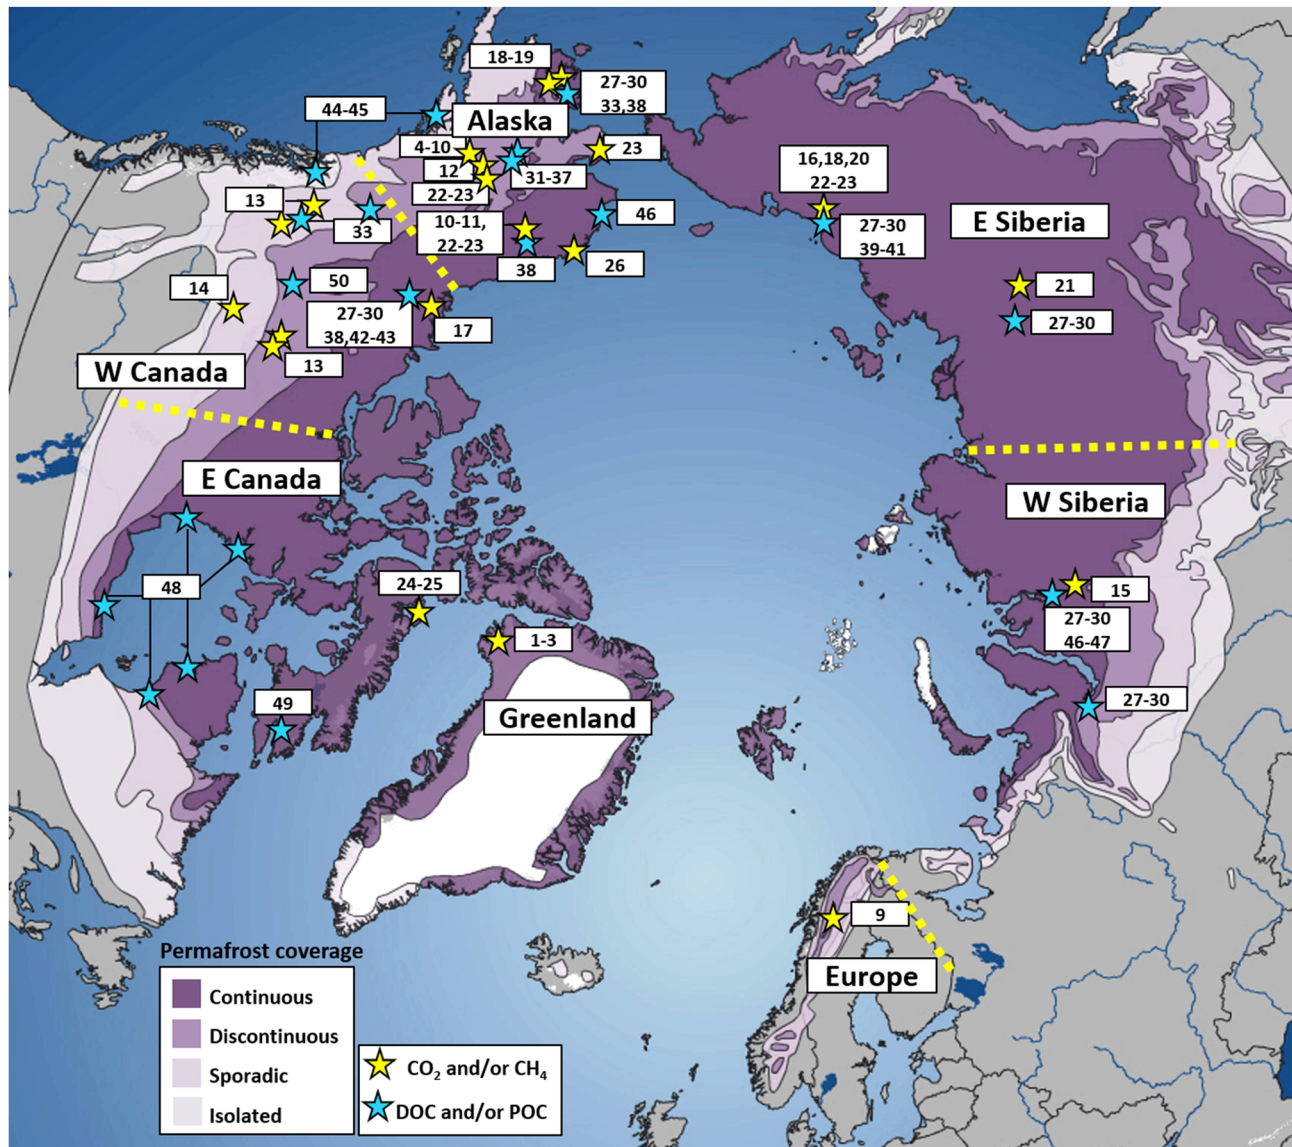 18-19
27-30
33,38
44-45
Alaska
4-10
23
12
31-37
16,18,20
22-23
22-23
13
33
10-11,
22-23
46
27-30
39-41
E Siberia
38
26
14
50
21
27-30
38,42-43
17
27-30
13
W Canada
E Canada
W Siberia
48
24-25
15
1-3
27-30
46-47
49
Greenland
27-30
9
Europe
Permafrost coverage
Continuous
Discontinuous
Sporadic
Isolated
CO₂ and/or CH₄
DOC and/or POC